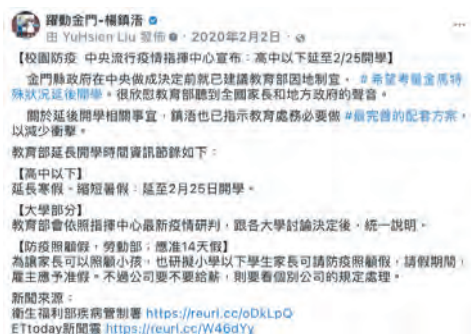 躍動金門-楊鎮浯
由 YuHsien Liu 發佈 · 2020年2月2日 ·
【校園防疫 中央流行疫情指揮中心宣布:高中以下延至2/25開學】
金門縣政府在中央做成決定前就已建議教育部因地制宜,#希望考量金馬特
殊狀況延後開學。很欣慰教育部聽到全國家長和地方政府的聲音。
關於延後開學相關事宜,鎮浯也已指示教育處務必要做 #最完善的配套方案,
以減少衝擊。
教育部延長開學時間資訊節錄如下:
【高中以下】
延長寒假、縮短暑假:延至2月25日開學。
【大學部分】
教育部會依照指揮中心最新疫情研判,跟各大學討論決定後,統一說明。
【防疫照顧假,勞動部:應准14天假】
為讓家長可以照顧小孩,也研擬小學以下學生家長可請防疫照顧假,請假期間,
雇主應予准假。不過公司要不要給薪,則要看個別公司的規定處理。
新聞來源:
衛生福利部疾病管制署 https://reurl.cc/oDkLpQ
ETtoday新聞雲 https://reurl.cc/W46dYy